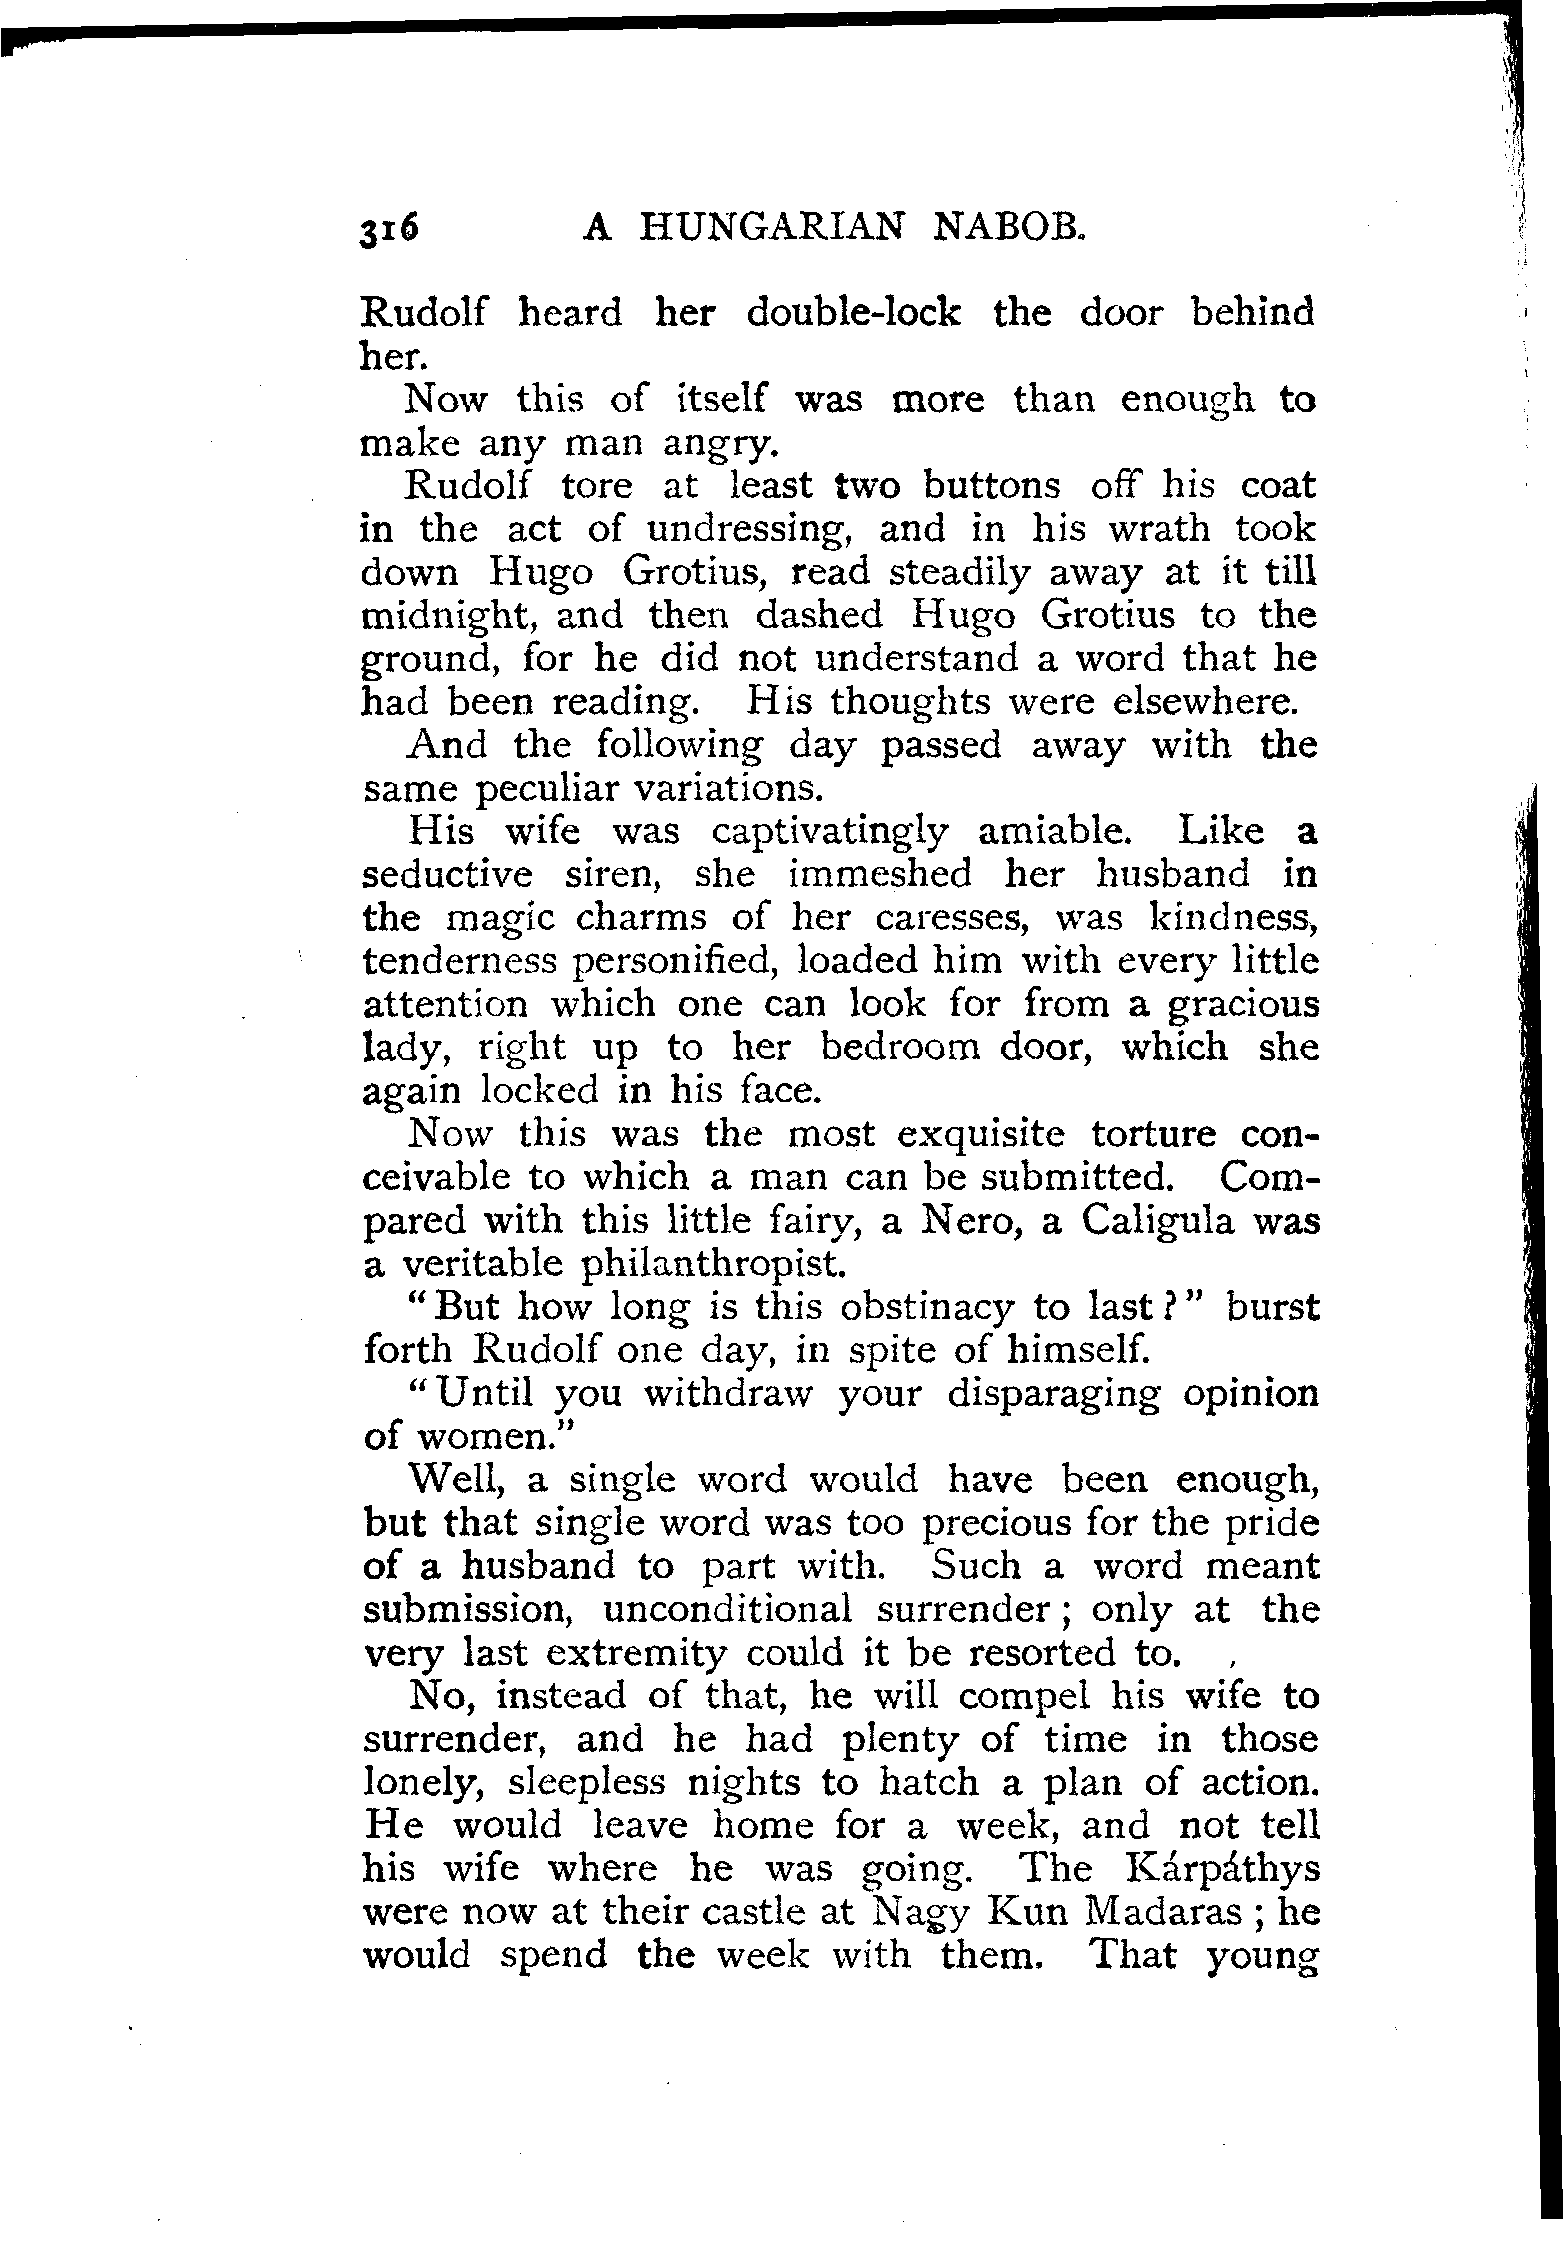 316 A HUNGARIAN NABOB.
Rudolf heard her double-lock the door behind
her.
Now this of itself was more than enough to
make any man angry.
Rudolf tore at least two buttons off his coat
in the act of undressing, and in his wrath took
down Hugo Grotius, read steadily away at it till
midnight, and then dashed Hugo Grotius to the
ground, for he did not understand a word that he
had been reading. His thoughts were elsewhere.
And the following day passed away with the
same peculiar variations.
His wife was captivatingly amiable. Like a
seductive siren, she immeshed her husband in
the magic charms of her caresses, was kindness,
tenderness personified, loaded him with every little
attention which one can look for from a gracious
lady, right up to her bedroom door, which she
again locked in his face.
Now this was the most exquisite torture con-
ceivable to which a man can be submitted. Com-
pared with this little fairy, a Nero, a Caligula was
a veritable philanthropist.
"But how long is this obstinacy to last?" burst
forth Rudolf one day, in spite of himself.
"Until you withdraw your disparaging opinion
of women."
Well, a single word would have been enough,
but that single word was too precious for the pride
of a husband to part with. Such a word meant
submission, unconditional surrender; only at the
very last extremity could it be resorted to.
No, instead of that, he will compel his wife to
surrender, and he had plenty of time in those
lonely, sleepless nights to hatch a plan of action.
He would leave home for a week, and not tell
his wife where he was going. The Kárpáthys
were now at their castle at Nagy Kun Madaras; he
would spend the week with them. That young